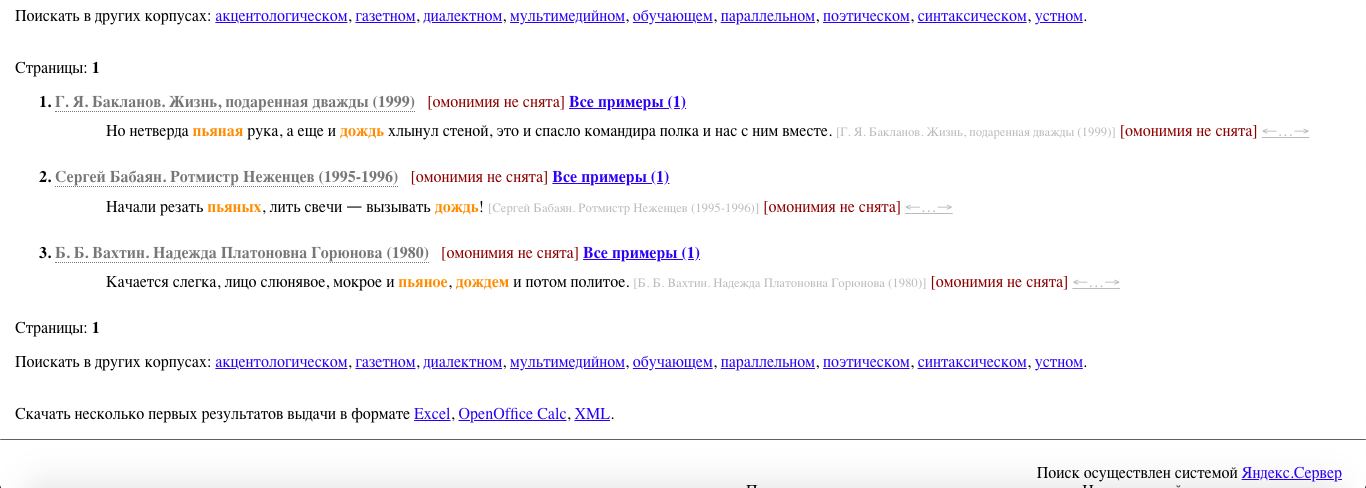 Поискать в других корпусах: акцентологическом, газетном, диалектном, мультимедийном, обучающем, параллельном, поэтическом, синтаксическом, устном.
Страницы: 1
1. Г. Я. Бакланов. Жизнь, подаренная дважды (1999) [омонимия не снята] Все примеры (1)
Но нетверда пьяная рука, а еще и дождь хлынул стеной, это и спасло командира полка и нас с ним вместе. [Г. Я. Бакланов. Жизнь, подаренная дважды (1999)] [омонимия не снята] ←…→
2. Сергей Бабаян. Ротмистр Неженцев (1995-1996) [омонимия не снята] Все примеры (1)
Начали резать пьяных, лить свечи — вызывать дождь! [Сергей Бабаян. Ротмистр Неженцев (1995-1996)] [омонимия не снята] ←…→
3. Б. Б. Вахтин. Надежда Платоновна Горюнова (1980) [омонимия не снята] Все примеры (1)
Качается слегка, лицо слюнявое, мокрое и пьяное, дождем и потом политое. [Б. Б. Вахтин. Надежда Платоновна Горюнова (1980)] [омонимия не снята] ←…→
Страницы: 1
Поискать в других корпусах: акцентологическом, газетном, диалектном, мультимедийном, обучающем, параллельном, поэтическом, синтаксическом, устном.
Скачать несколько первых результатов выдачи в формате Excel, OpenOffice Calc, XML.
Поиск осуществлен системой Яндекс.Сервер